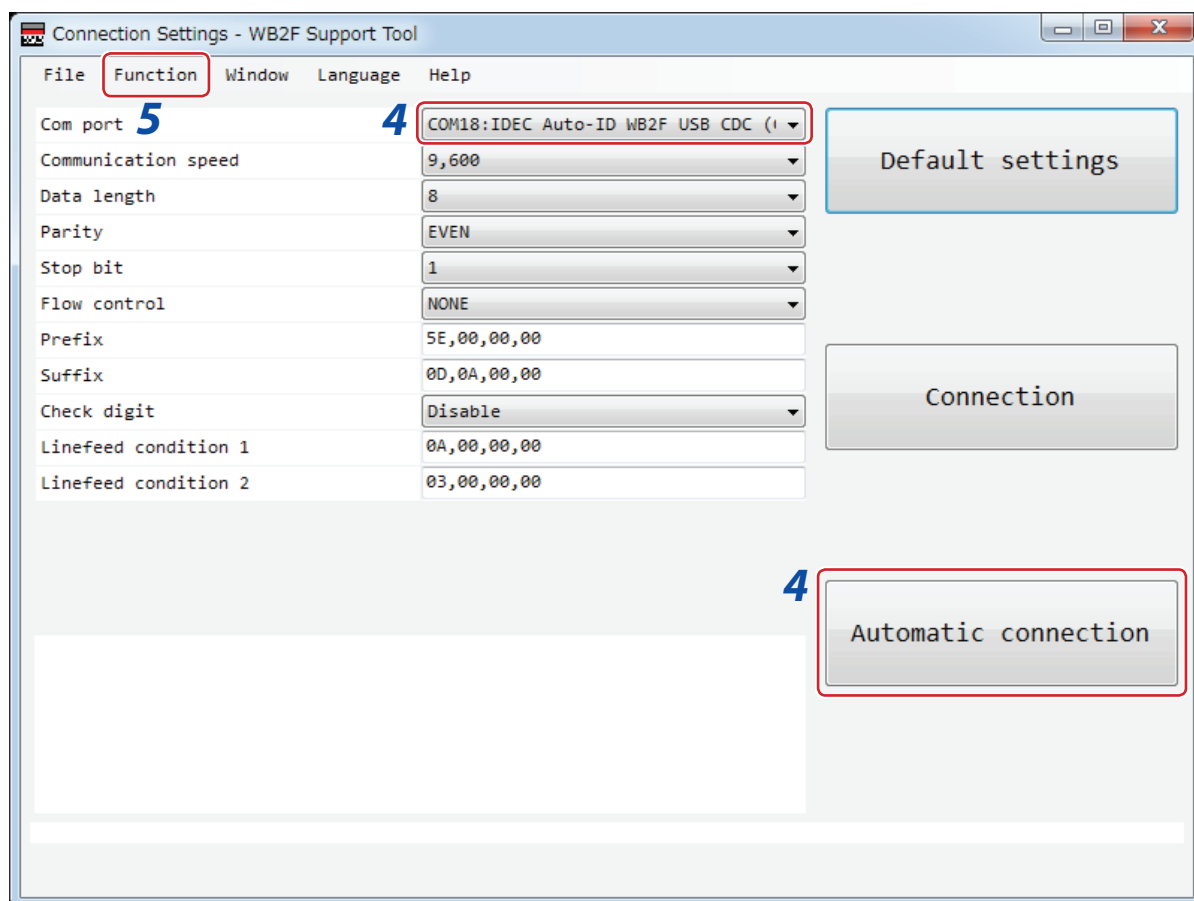 Connection Settings - WB2F Support Tool
File Function Window Language Help
Com port 5 4 COM18:IDEC Auto-ID WB2F USB CDC (
Communication speed 9,600
Default settings
Data length 8
Parity EVEN
Stop bit 1
Flow control NONE
Prefix 5E,00,00,00
Suffix 0D,0A,00,00
Connection
Check digit Disable
Linefeed condition 1 0A,00,00,00
Linefeed condition 2 03,00,00,00
4
Automatic connection